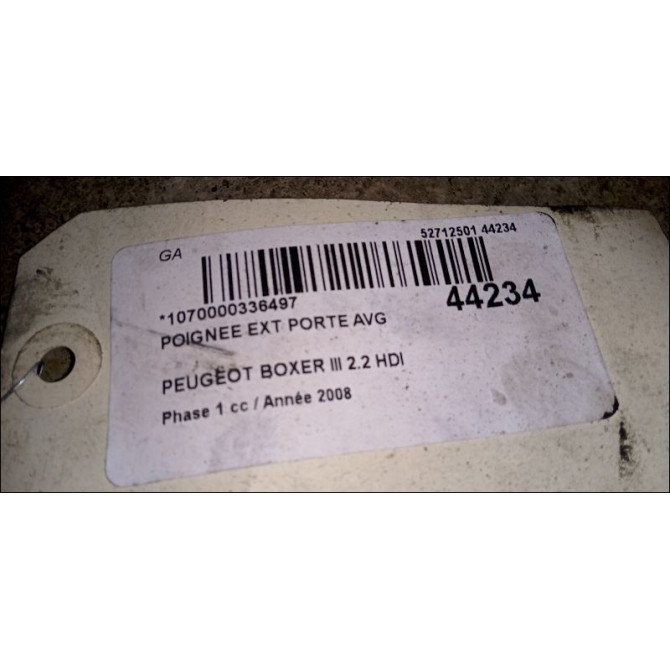 GA
52712501 44234
*1070000336497
44234
POIGNEE EXT PORTE AVG
PEUGEOT BOXER III 2.2 HDI
Phase 1 cc / Année 2008